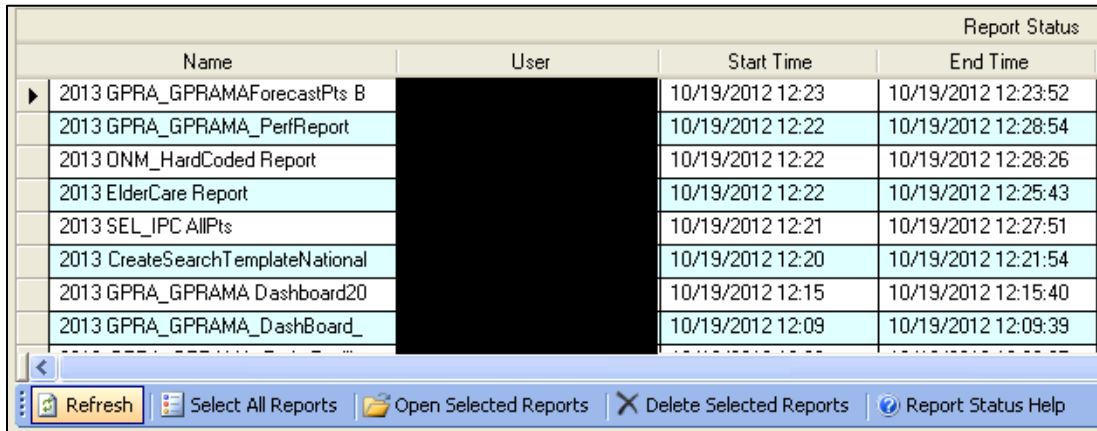 Report Status
Name User Start Time End Time
2013 GPRA_GPRAMAForecastPts B 10/19/2012 12:23 10/19/2012 12:23:52
2013 GPRA_GPRAMA_PerfReport 10/19/2012 12:22 10/19/2012 12:28:54
2013 ONM_HardCoded Report 10/19/2012 12:22 10/19/2012 12:28:26
2013 ElderCare Report 10/19/2012 12:22 10/19/2012 12:25:43
2013 SEL_IPC AllPts 10/19/2012 12:21 10/19/2012 12:27:51
2013 CreateSearchTemplateNational 10/19/2012 12:20 10/19/2012 12:21:54
2013 GPRA_GPRAMA Dashboard20 10/19/2012 12:15 10/19/2012 12:15:40
2013 GPRA_GPRAMA_DashBoard_ 10/19/2012 12:09 10/19/2012 12:09:39
Refresh Select All Reports Open Selected Reports Delete Selected Reports Report Status Help